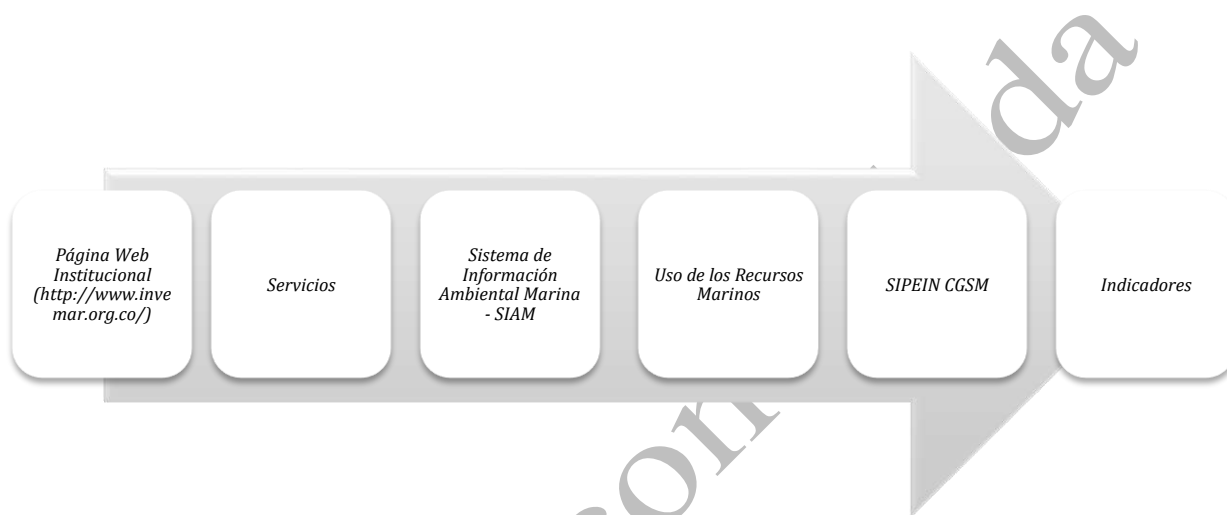 Página Web
Institucional
(http://www.inve
mar.org.co/)
Servicios
Sistema de
Información
Ambiental Marina
- SIAM
Uso de los Recursos
Marinos
SIPEIN CGSM
Indicadores